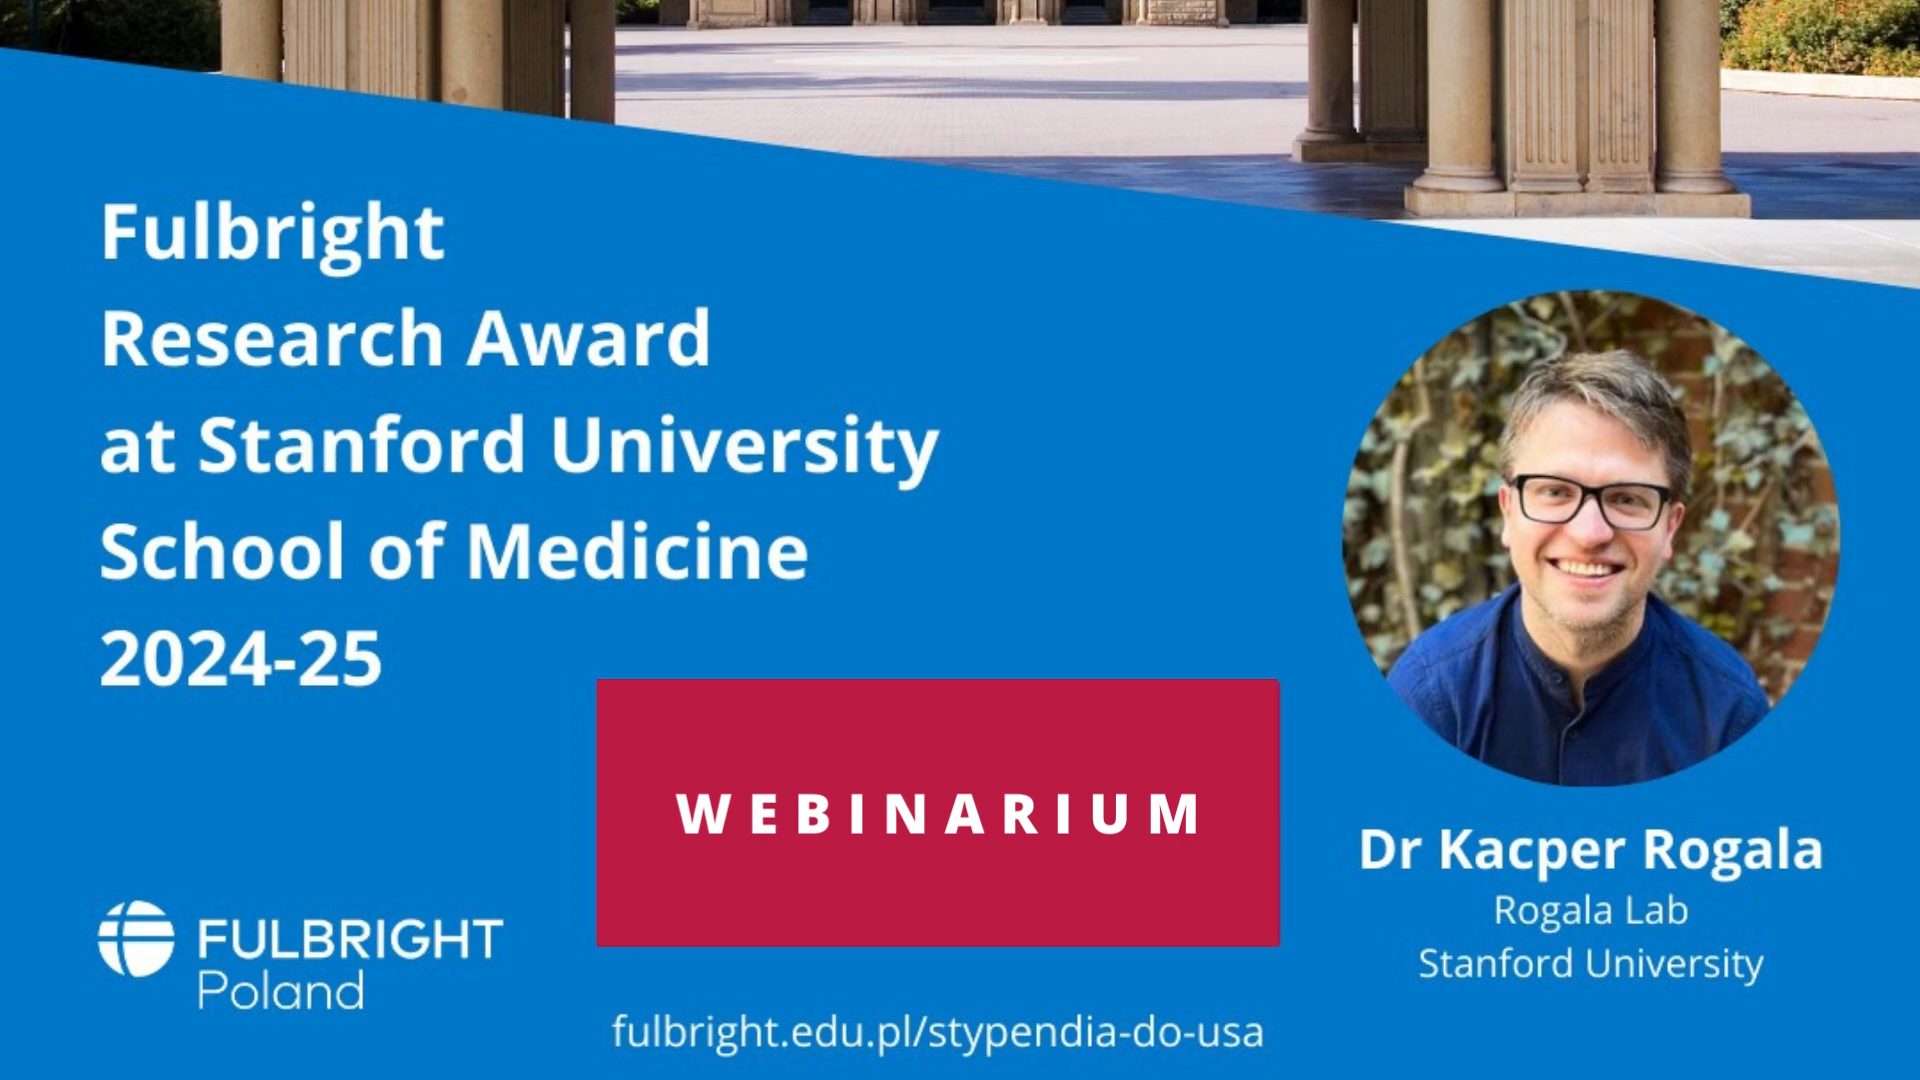 Fulbright
Research Award
at Stanford University
School of Medicine
2024-25
WEBINARIUM
Dr Kacper Rogala
Rogala Lab
Stanford University
FULBRIGHT
Poland
fulbright.edu.pl/stypendia-do-usa